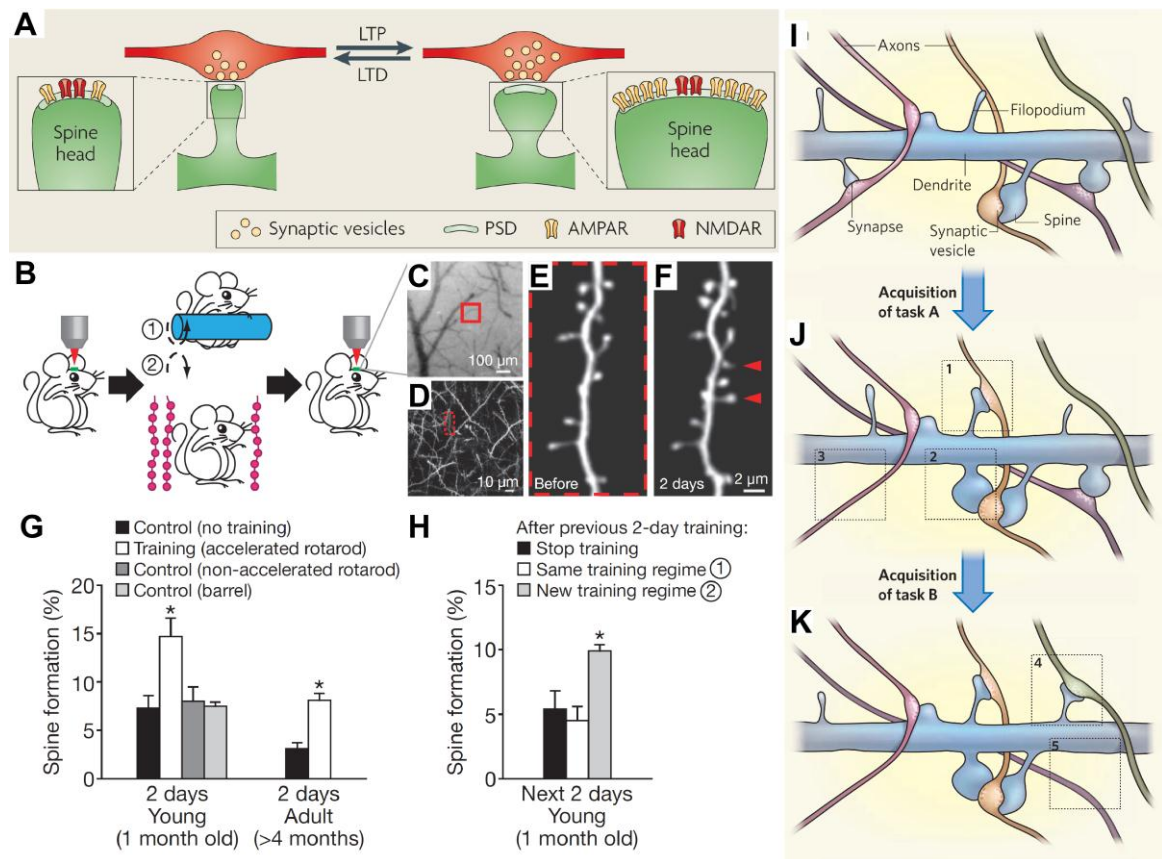 A
LTP
LTD
Spine
head
Spine
head
Synaptic vesicles
PSD
AMPAR
NMDAR
B
1
2
C
100 µm
D
10 µm
E
Before
F
2 days
2 µm
G
Control (no training)
Training (accelerated rotarod)
Control (non-accelerated rotarod)
Control (barrel)
Spine formation (%)
20
15
10
5
0
*
*
2 days
Young
(1 month old)
2 days
Adult
(>4 months)
H
After previous 2-day training:
Stop training
Same training regime ①
New training regime ②
Spine formation (%)
15
10
5
0
*
Next 2 days
Young
(1 month old)
I
Axons
Filopodium
Dendrite
Synapse
Synaptic
vesicle
Spine
Acquisition
of task A
J
1
2
3
Acquisition
of task B
K
4
5